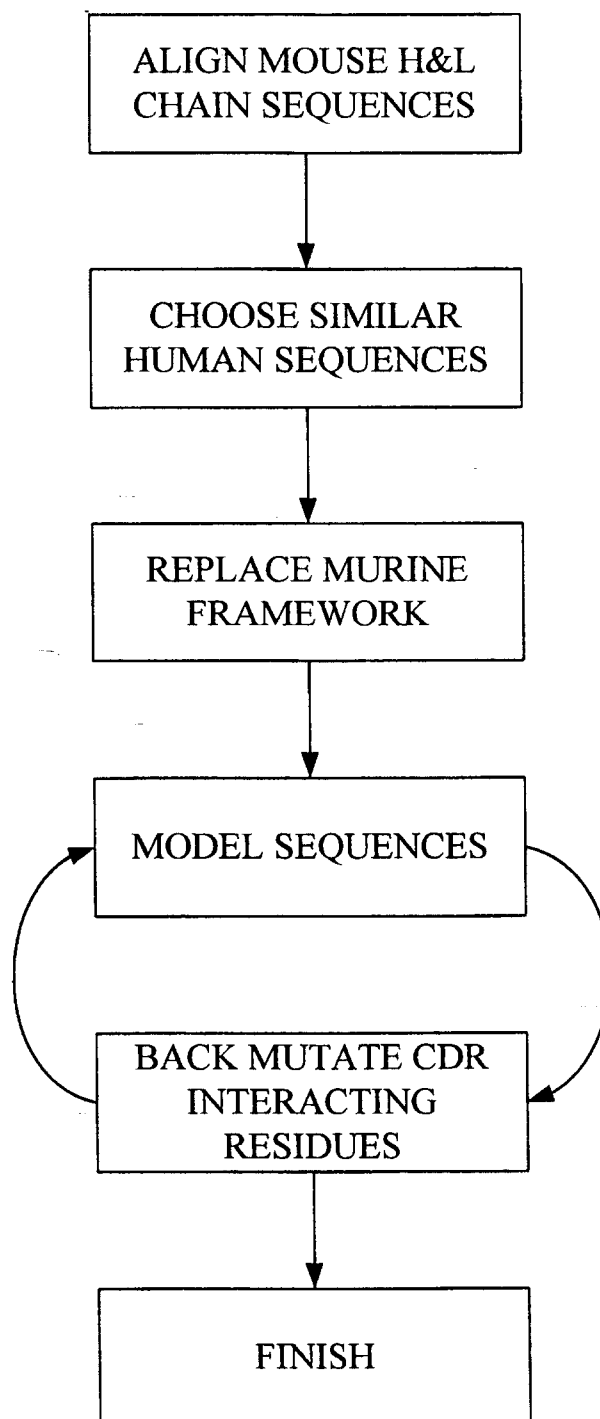 ALIGN MOUSE H&L
CHAIN SEQUENCES
CHOOSE SIMILAR
HUMAN SEQUENCES
REPLACE MURINE
FRAMEWORK
MODEL SEQUENCES
BACK MUTATE CDR
INTERACTING
RESIDUES
FINISH